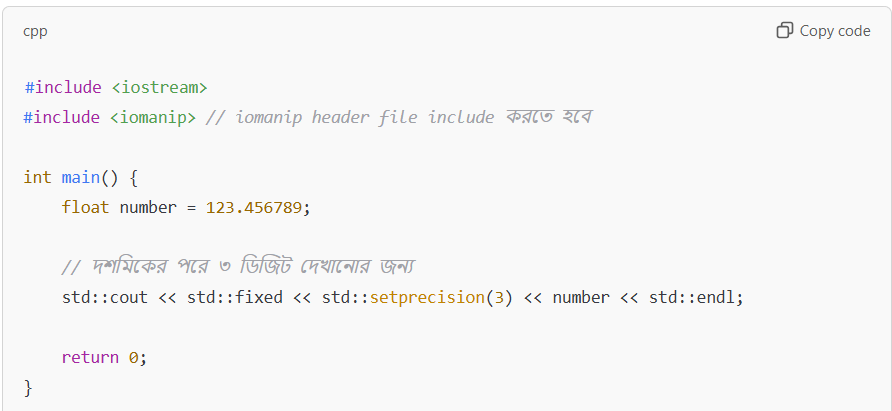 cpp
Copy code
#include <iostream>
#include <iomanip> // iomanip header file include করতে হবে
int main() {
float number = 123.456789;
// দশমিকের পরে ৩ ডিজিট দেখানোর জন্য
std::cout << std::fixed << std::setprecision(3) << number << std::endl;
return 0;
}